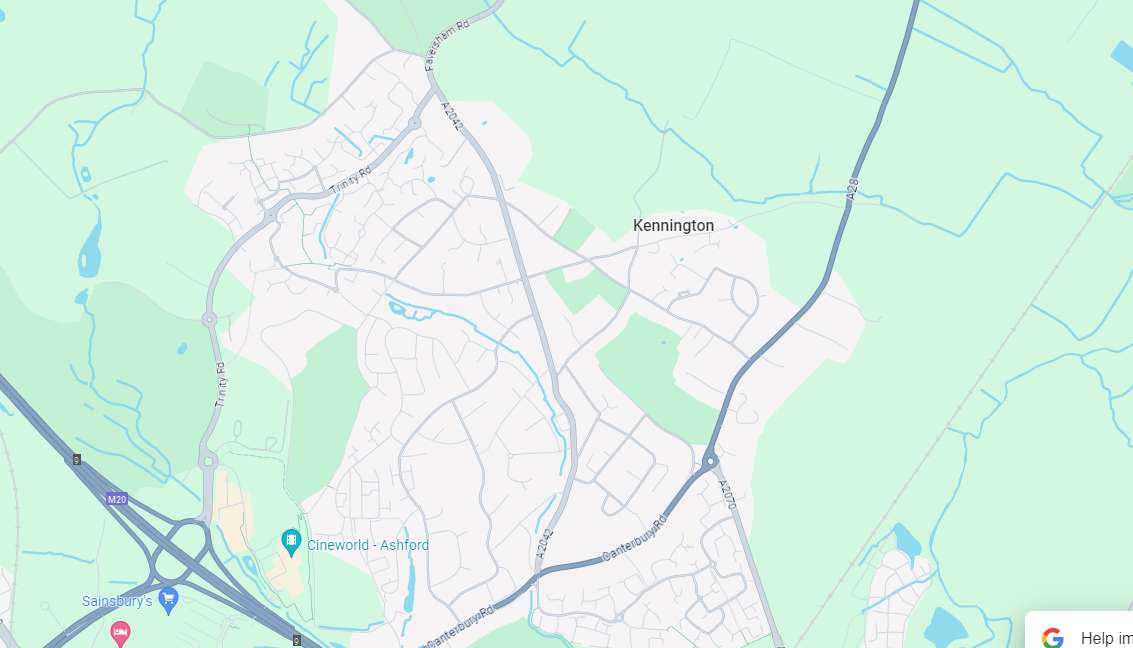 Faversham Rd
A2042
Trinity Rd
A28
Kennington
Trinity Rd
9
M20
A2070
Canterbury Rd
A2042
Cineworld - Ashford
Sainsbury's
Canterbury Rd
9
Help im